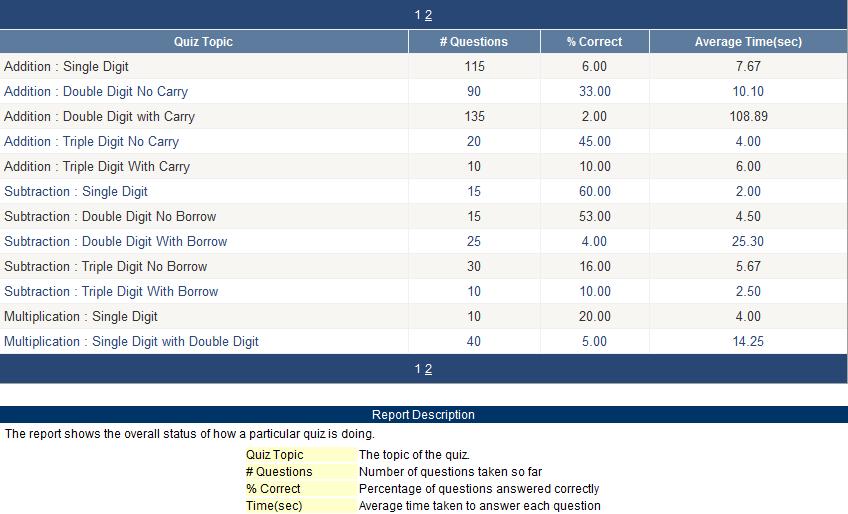 1 2
Quiz Topic # Questions % Correct Average Time(sec)
Addition : Single Digit 115 6.00 7.67
Addition : Double Digit No Carry 90 33.00 10.10
Addition : Double Digit with Carry 135 2.00 108.89
Addition : Triple Digit No Carry 20 45.00 4.00
Addition : Triple Digit With Carry 10 10.00 6.00
Subtraction : Single Digit 15 60.00 2.00
Subtraction : Double Digit No Borrow 15 53.00 4.50
Subtraction : Double Digit With Borrow 25 4.00 25.30
Subtraction : Triple Digit No Borrow 30 16.00 5.67
Subtraction : Triple Digit With Borrow 10 10.00 2.50
Multiplication : Single Digit 10 20.00 4.00
Multiplication : Single Digit with Double Digit 40 5.00 14.25
1 2
Report Description
The report shows the overall status of how a particular quiz is doing.
Quiz Topic The topic of the quiz.
# Questions Number of questions taken so far
% Correct Percentage of questions answered correctly
Time(sec) Average time taken to answer each question